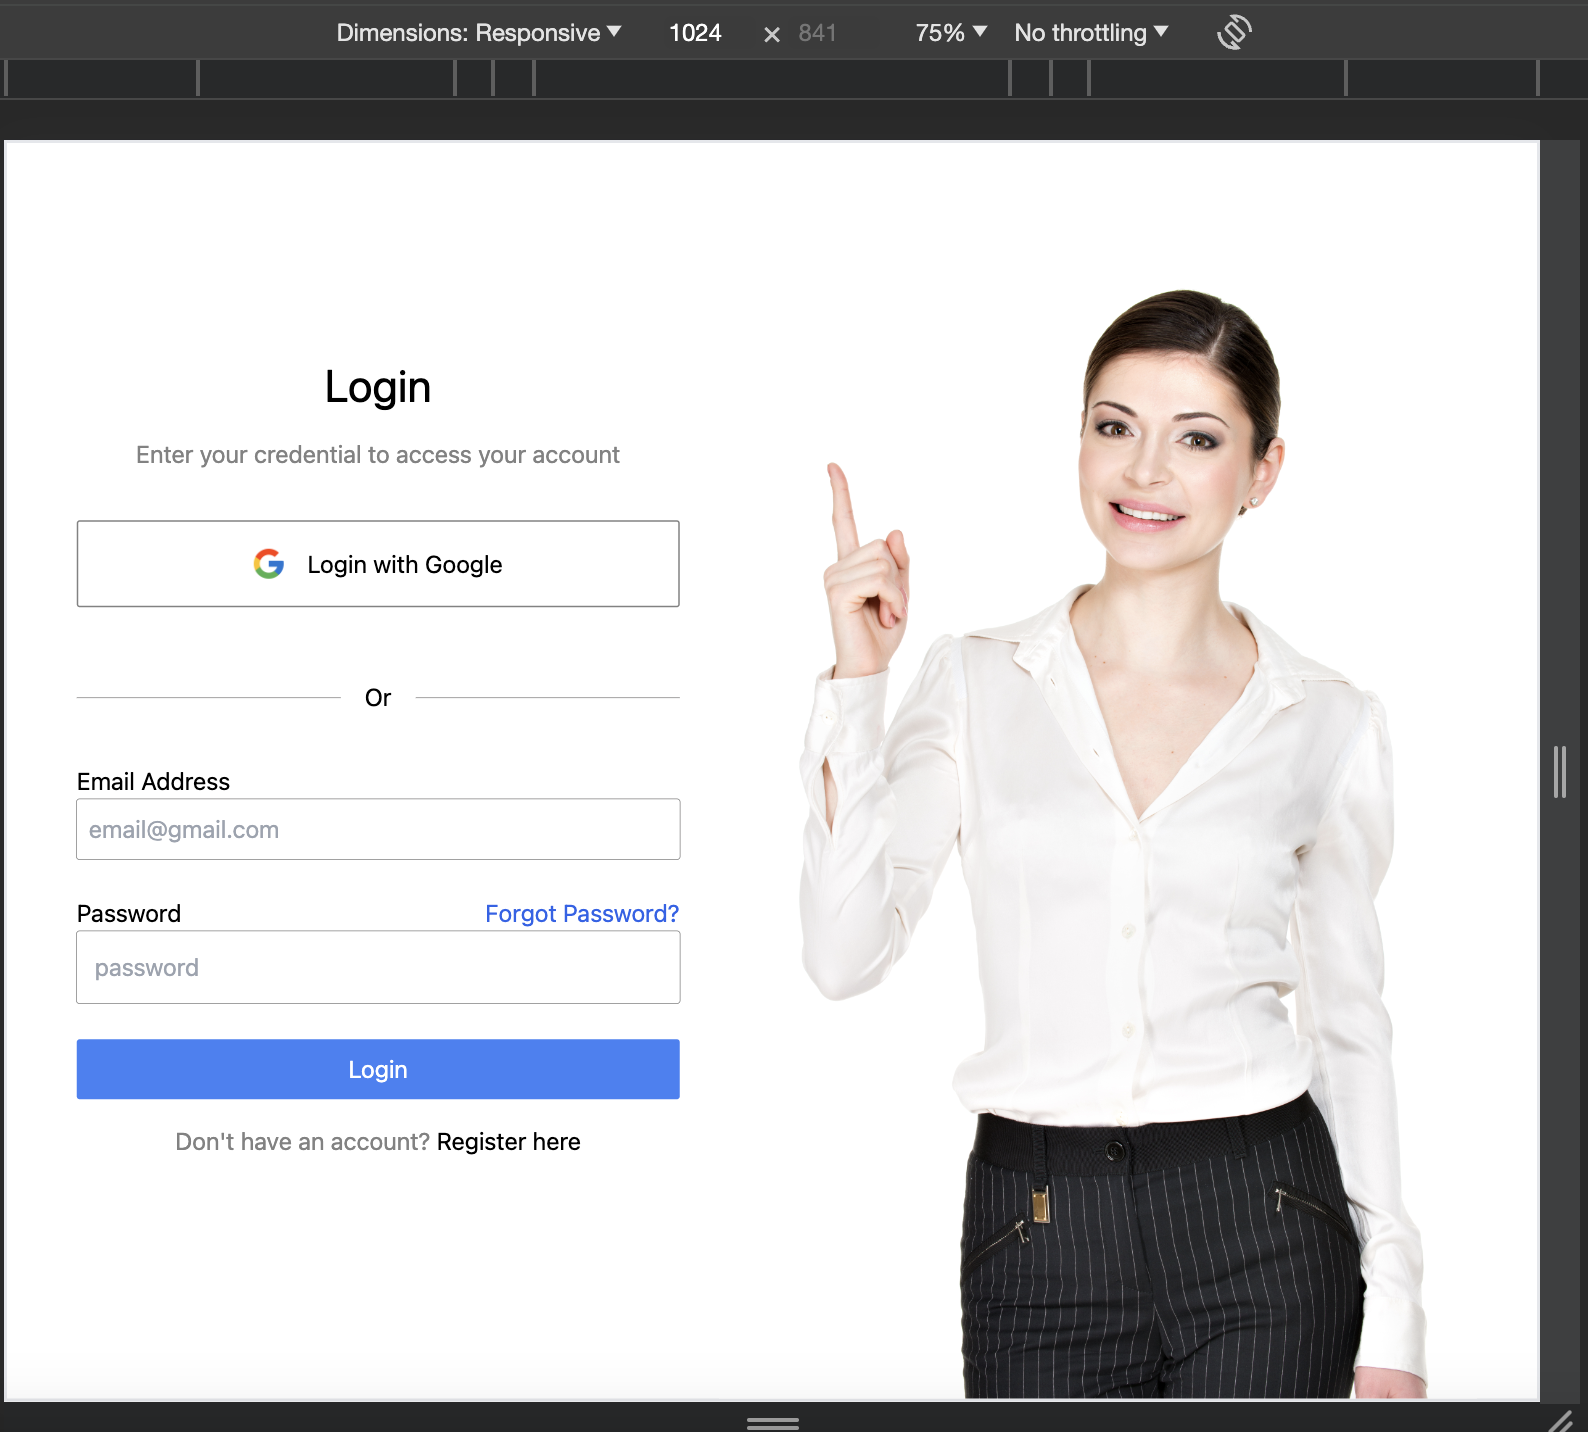 Dimensions: Responsive 1024 × 841 75% No throttling
Login
Enter your credential to access your account
Login with Google
Or
Email Address
email@gmail.com
Password Forgot Password?
password
Login
Don't have an account? Register here